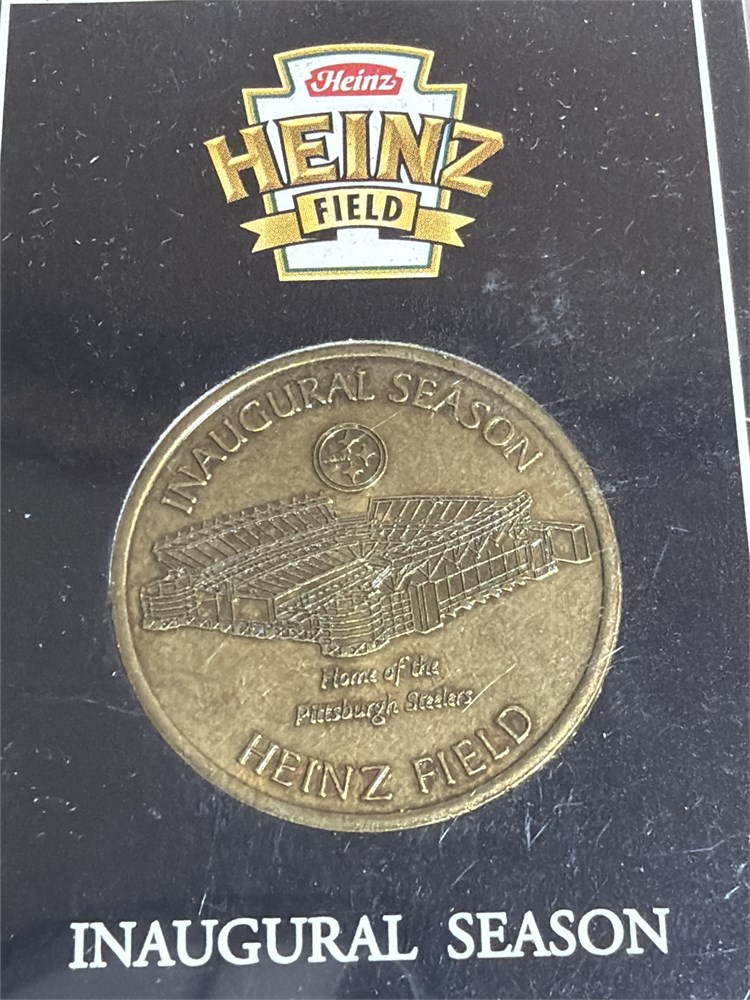 Heinz
HEINZ
FIELD
INAUGURAL SEASON
Home of the
Pittsburgh Steelers
HEINZ FIELD
INAUGURAL SEASON